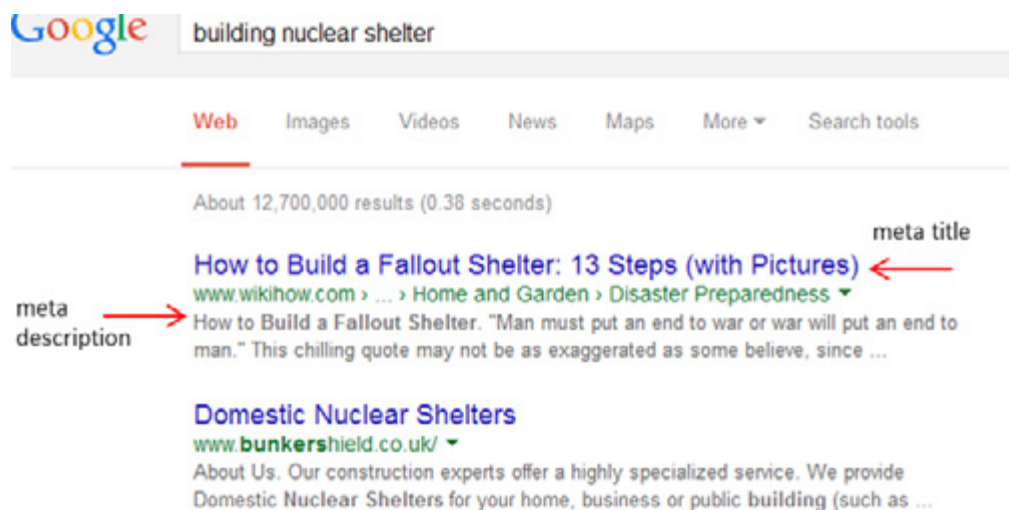 Google building nuclear shelter
Web Images Videos News Maps More Search tools
About 12,700,000 results (0.38 seconds)
meta title
How to Build a Fallout Shelter: 13 Steps (with Pictures)
www.wikihow.com › ... › Home and Garden › Disaster Preparedness
meta
description
How to Build a Fallout Shelter. "Man must put an end to war or war will put an end to
man." This chilling quote may not be as exaggerated as some believe, since ...
Domestic Nuclear Shelters
www.bunkershield.co.uk/
About Us. Our construction experts offer a highly specialized service. We provide
Domestic Nuclear Shelters for your home, business or public building (such as ...